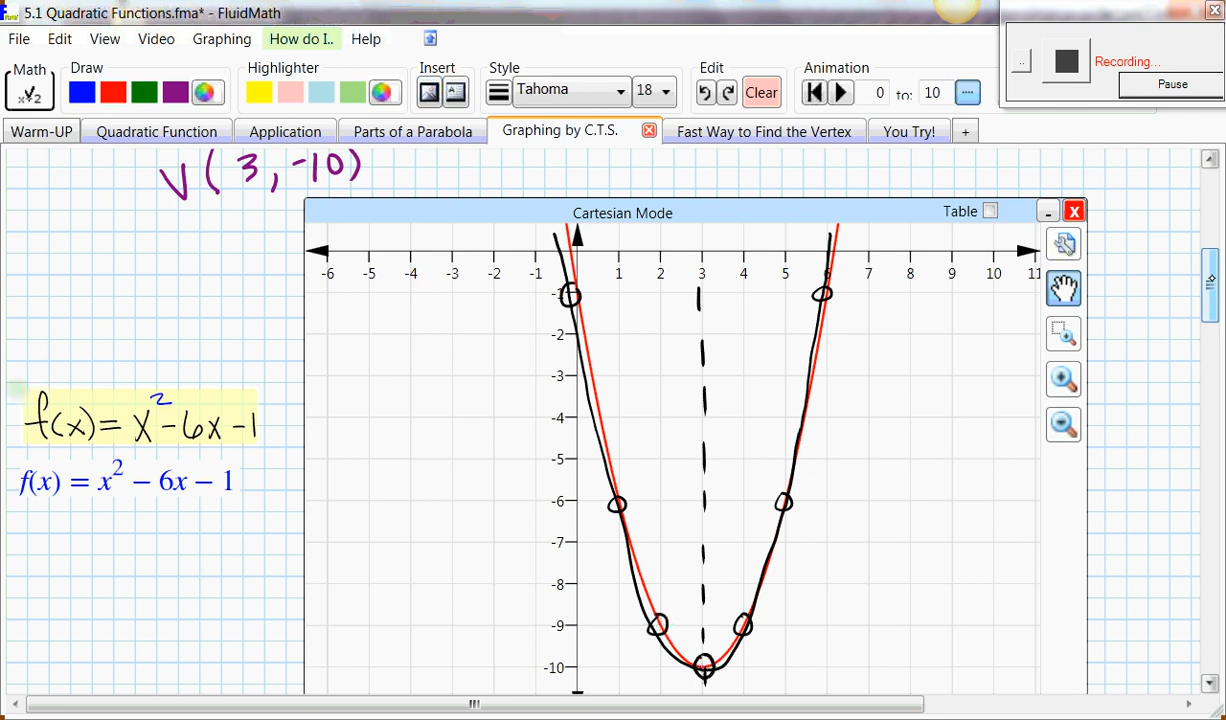 5.1 Quadratic Functions.fma* - FluidMath
File Edit View Video Graphing How do I.. Help
Recording...
Pause
Math
Draw
Highlighter
Insert
Style
Edit
Animation
Tahoma 18 Clear 0 to: 10
Warm-UP Quadratic Function Application Parts of a Parabola Graphing by C.T.S. Fast Way to Find the Vertex You Try! +
V(3, -10)
Cartesian Mode Table
-6 -5 -4 -3 -2 -1 1 2 3 4 5 6 7 8 9 10 11
-1
-2
-3
-4
-5
-6
-7
-8
-9
-10
f(x) = x² - 6x - 1
f(x) = x² − 6x − 1